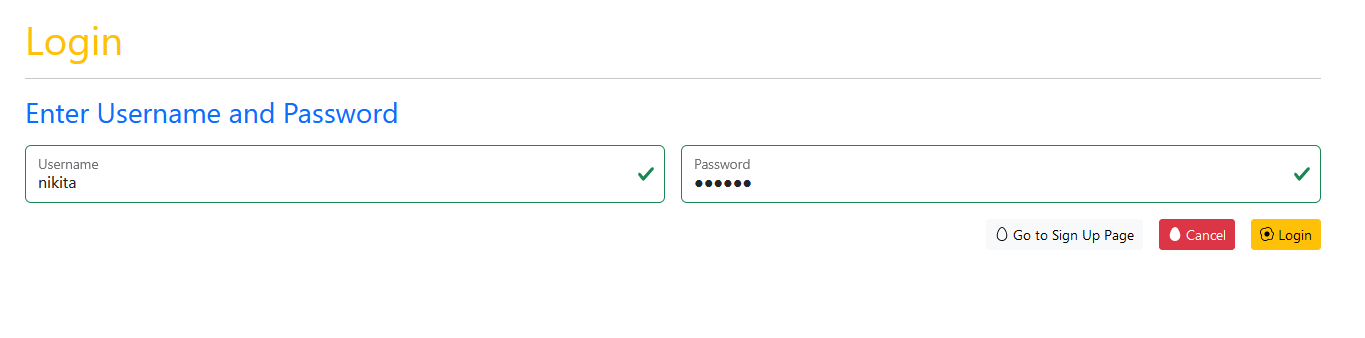 Login
Enter Username and Password
Username
nikita
Password
●●●●●●
Go to Sign Up Page
Cancel
Login